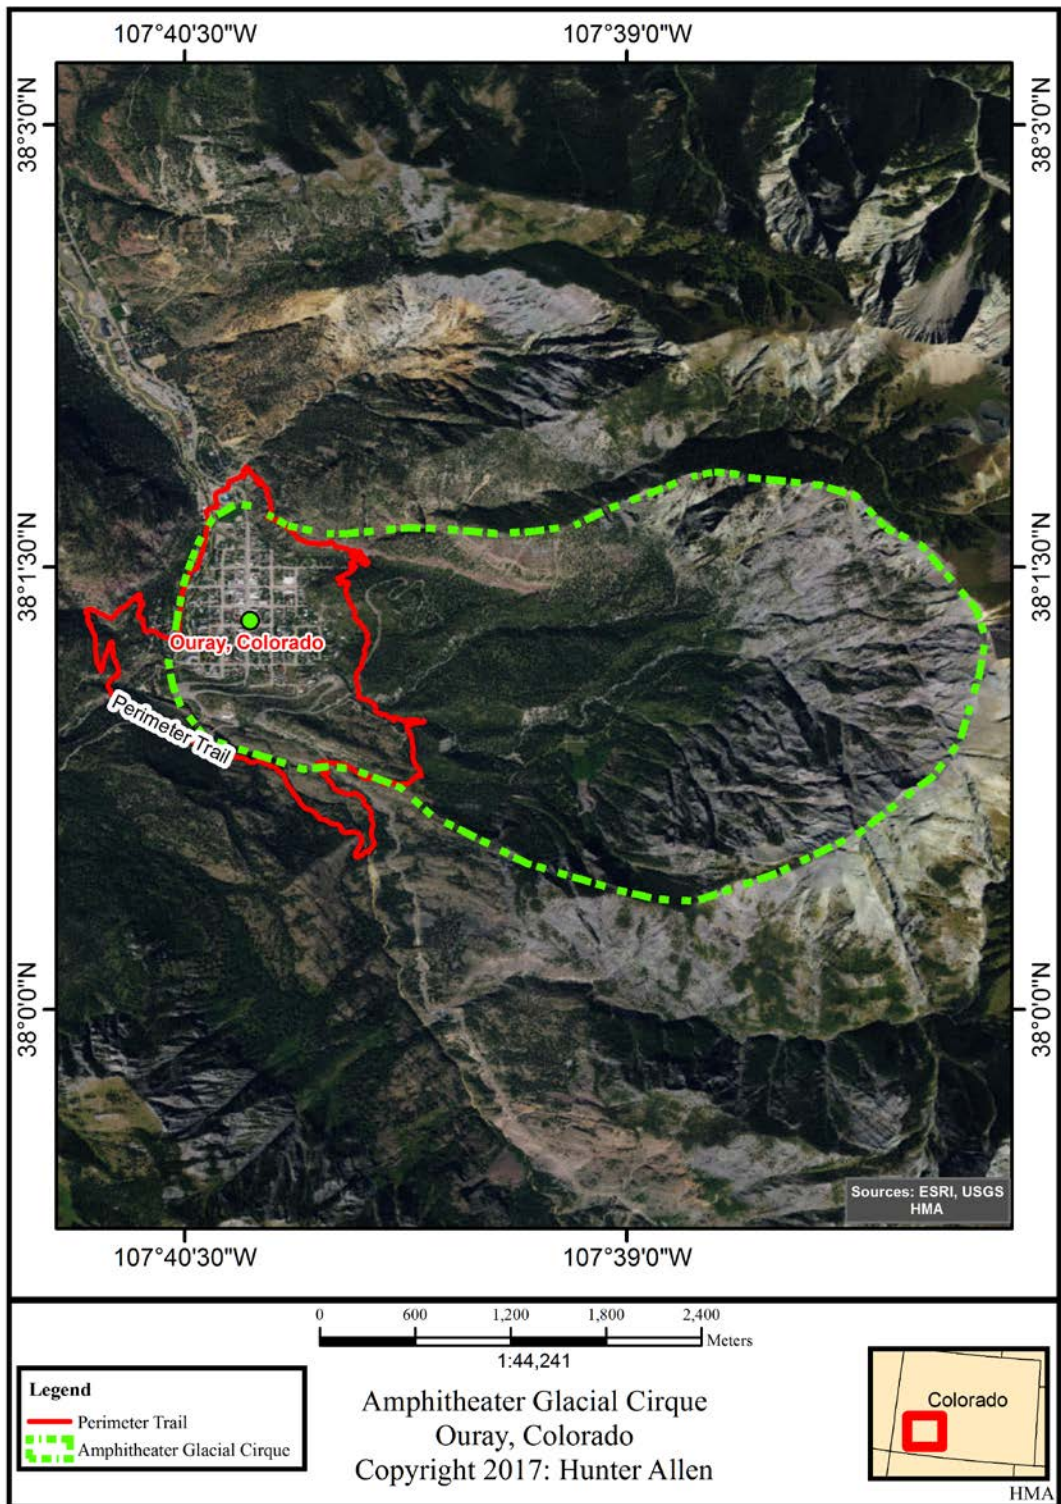 107°40'30"W 107°39'0"W
38°3'0"N 38°3'0"N
38°1'30"N 38°1'30"N
Ouray, Colorado
Perimeter Trail
38°0'0"N 38°0'0"N
Sources: ESRI, USGS
HMA
107°40'30"W 107°39'0"W
0 600 1,200 1,800 2,400
Meters
1:44,241
Legend
Perimeter Trail
Amphitheater Glacial Cirque
Amphitheater Glacial Cirque
Ouray, Colorado
Copyright 2017: Hunter Allen
Colorado
HMA